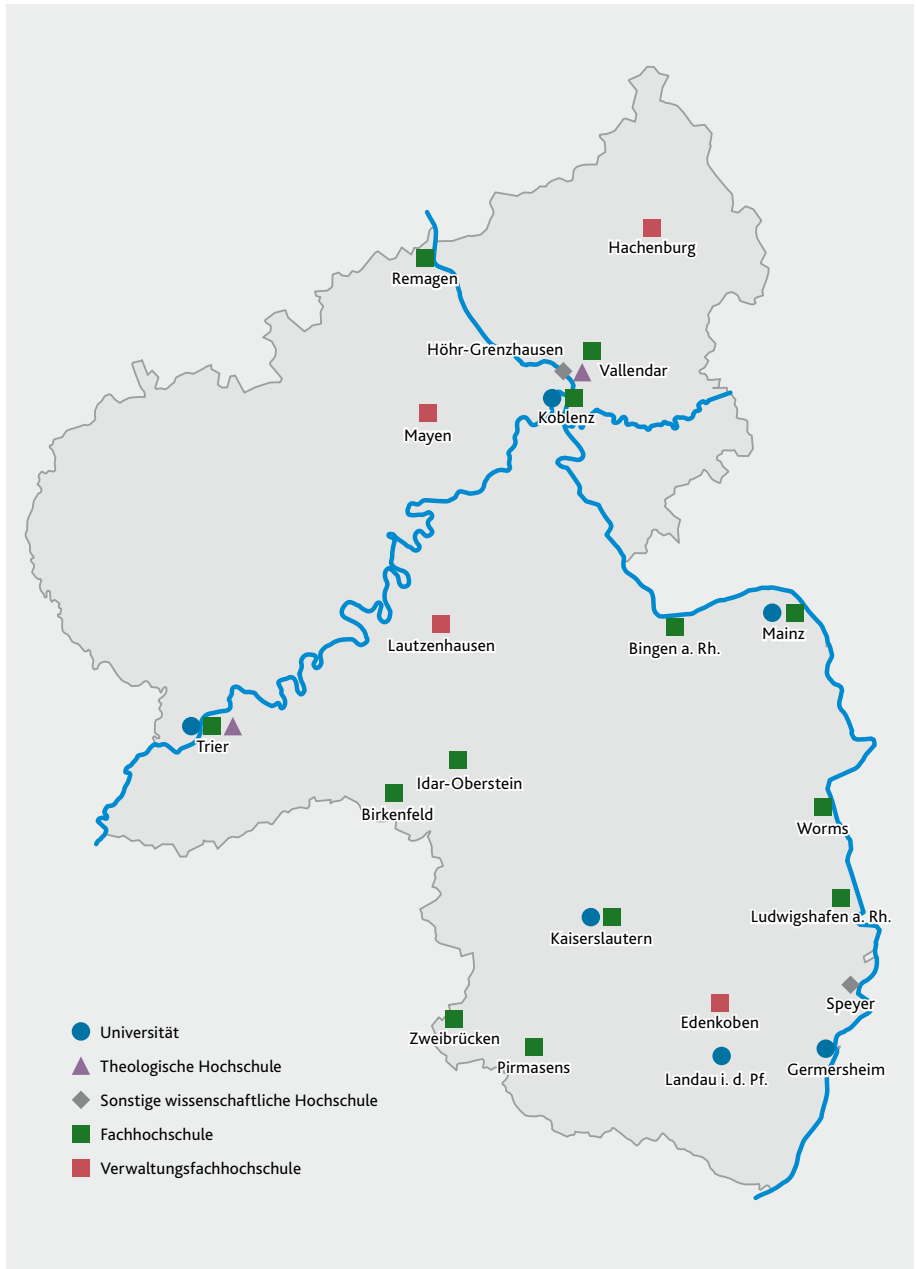 Hachenburg
Remagen
Höhr-Grenzhausen
Vallendar
Koblenz
Mayen
Lautzenhausen
Bingen a. Rh.
Mainz
Trier
Idar-Oberstein
Birkenfeld
Worms
Ludwigshafen a. Rh.
Kaiserslautern
Speyer
Edenkoben
Zweibrücken
Pirmasens
Landau i. d. Pf.
Germersheim
Universität
Theologische Hochschule
Sonstige wissenschaftliche Hochschule
Fachhochschule
Verwaltungsfachhochschule